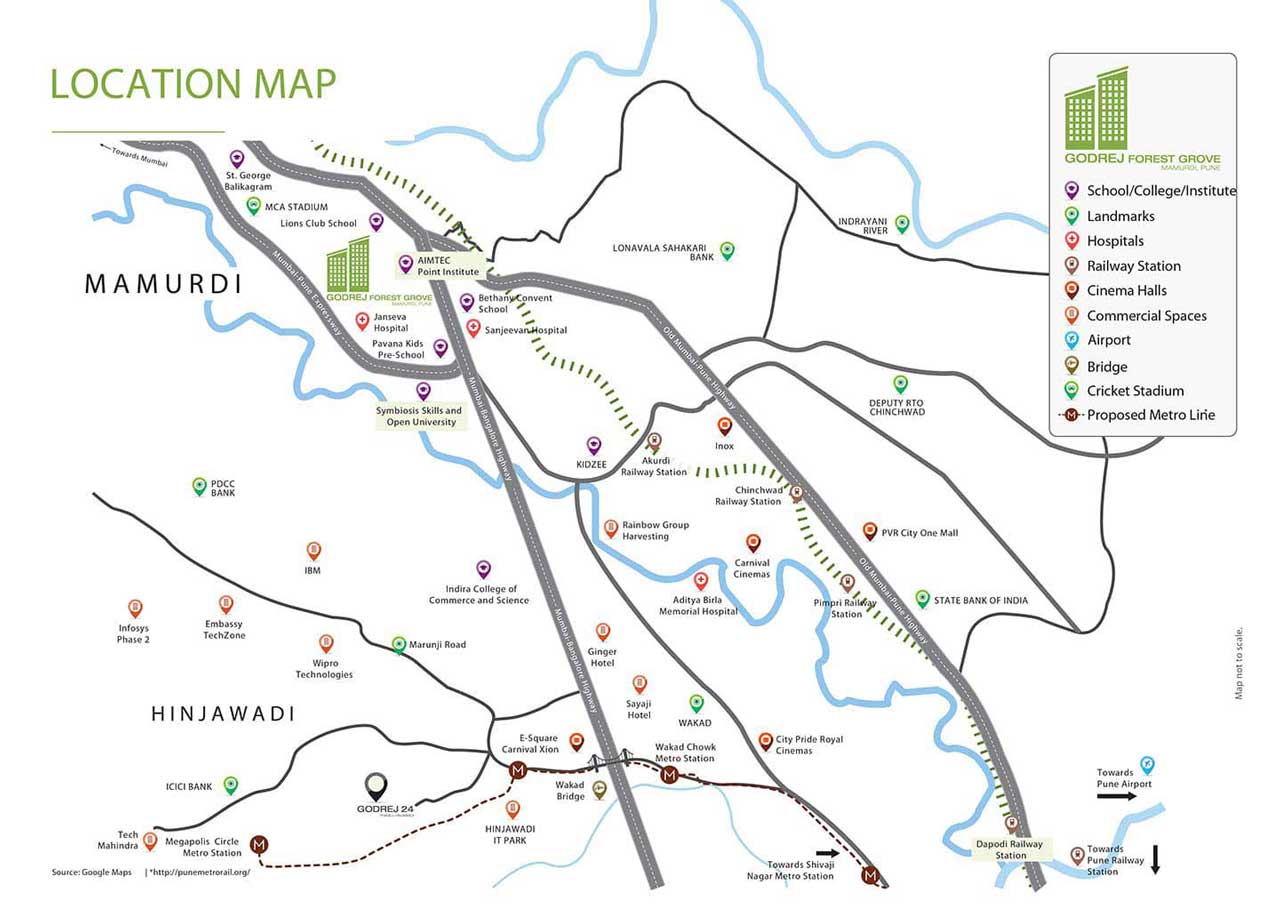 LOCATION MAP
Towards Mumbai
St. George
Balikagram
MCA STADIUM
Lions Club School
AIMTEC
Point Institute
MAMURDI
GODREJ FOREST GROVE
MAMURDI, PUNE
Mumbai-Pune Expressway
Janseva
Hospital
Pavana Kids
Pre-School
Bethany Convent
School
Sanjeevan Hospital
Symbiosis Skills and
Open University
Mumbai-Bangalore Highway
LONAVALA SAHAKARI
BANK
INDRAYANI
RIVER
Old Mumbai-Pune Highway
DEPUTY RTO
CHINCHWAD
KIDZEE
Akurdi
Railway Station
Inox
Chinchwad
Railway Station
PVR City One Mall
PDCC
BANK
IBM
Rainbow Group
Harvesting
Carnival
Cinemas
Indira College of
Commerce and Science
Aditya Birla
Memorial Hospital
Pimpri Railway
Station
Old Mumbai-Pune Highway
STATE BANK OF INDIA
Infosys
Phase 2
Embassy
TechZone
Wipro
Technologies
Marunji Road
Mumbai-Bangalore Highway
Ginger
Hotel
Sayaji
Hotel
WAKAD
HINJAWADI
E-Square
Carnival Xion
Wakad Chowk
Metro Station
City Pride Royal
Cinemas
ICICI BANK
GODREJ 24
M
M
Wakad
Bridge
HINJAWADI
IT PARK
Tech
Mahindra
Megapolis Circle
Metro Station
M
Towards Shivaji
Nagar Metro Station
M
Dapodi Railway
Station
Towards
Pune Airport
Towards
Pune Railway
Station
Source: Google Maps | *http://punemetrorail.org/
Map not to scale.
GODREJ FOREST GROVE
MAMURDI, PUNE
School/College/Institute
Landmarks
Hospitals
Railway Station
Cinema Halls
Commercial Spaces
Airport
Bridge
Cricket Stadium
M Proposed Metro Line